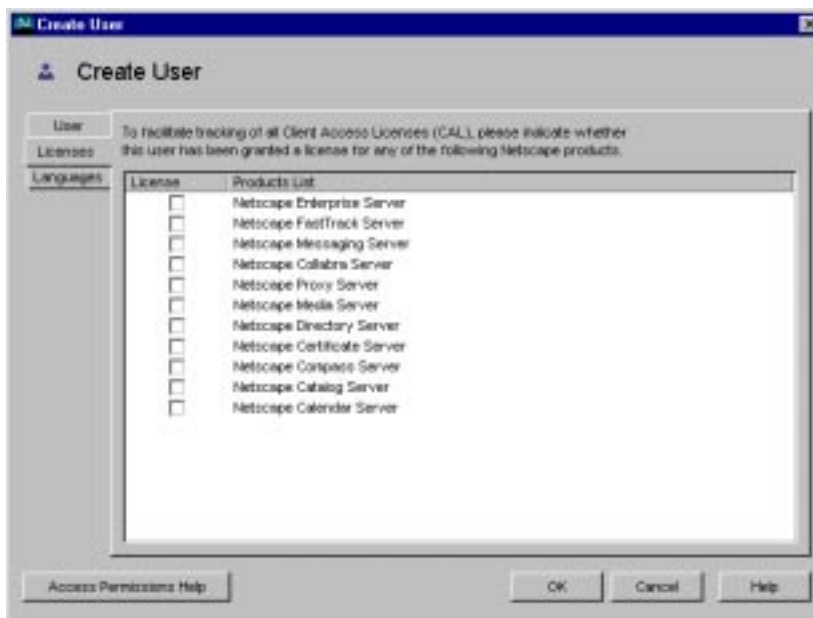 Create User
Create User
User
Licenses
Languages
To facilitate tracking of all Client Access Licenses (CAL), please indicate whether
this user has been granted a license for any of the following Netscape products.
License Products List
Netscape Enterprise Server
Netscape FastTrack Server
Netscape Messaging Server
Netscape Collabra Server
Netscape Proxy Server
Netscape Media Server
Netscape Directory Server
Netscape Certificate Server
Netscape Compass Server
Netscape Catalog Server
Netscape Calendar Server
Access Permissions Help OK Cancel Help